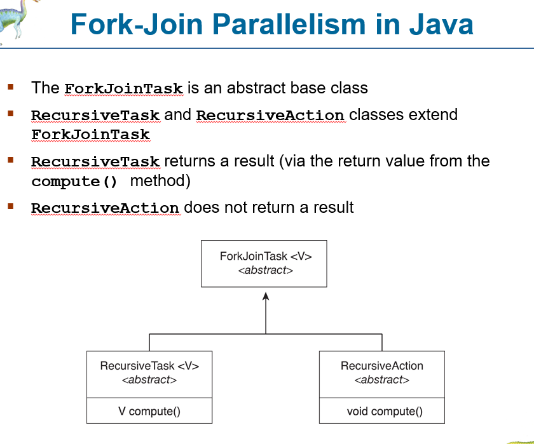 Fork-Join Parallelism in Java
The ForkJoinTask is an abstract base class
RecursiveTask and RecursiveAction classes extend
ForkJoinTask
RecursiveTask returns a result (via the return value from the
compute() method)
RecursiveAction does not return a result
ForkJoinTask <V>
<abstract>
RecursiveTask <V>
<abstract>
V compute()
RecursiveAction
<abstract>
void compute()